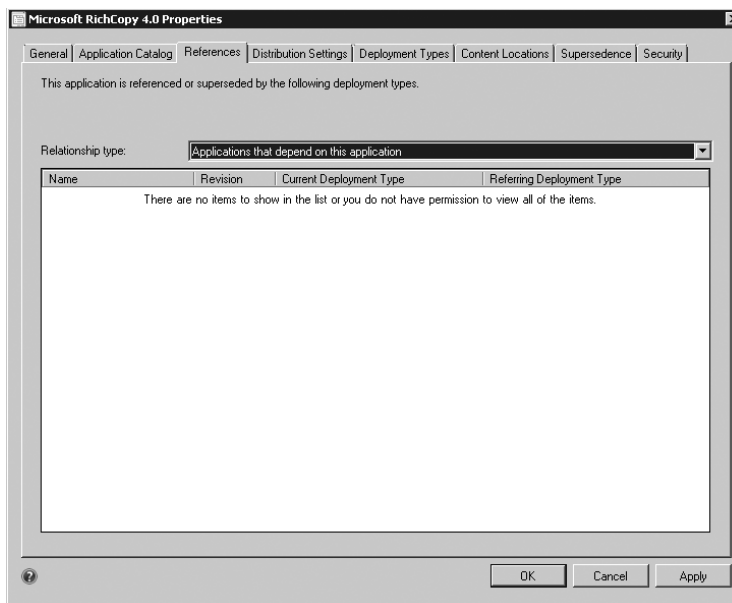 Microsoft RichCopy 4.0 Properties
General Application Catalog References Distribution Settings Deployment Types Content Locations Supersedence Security
This application is referenced or superseded by the following deployment types.
Relationship type: Applications that depend on this application
Name Revision Current Deployment Type Referring Deployment Type
There are no items to show in the list or you do not have permission to view all of the items.
OK Cancel Apply